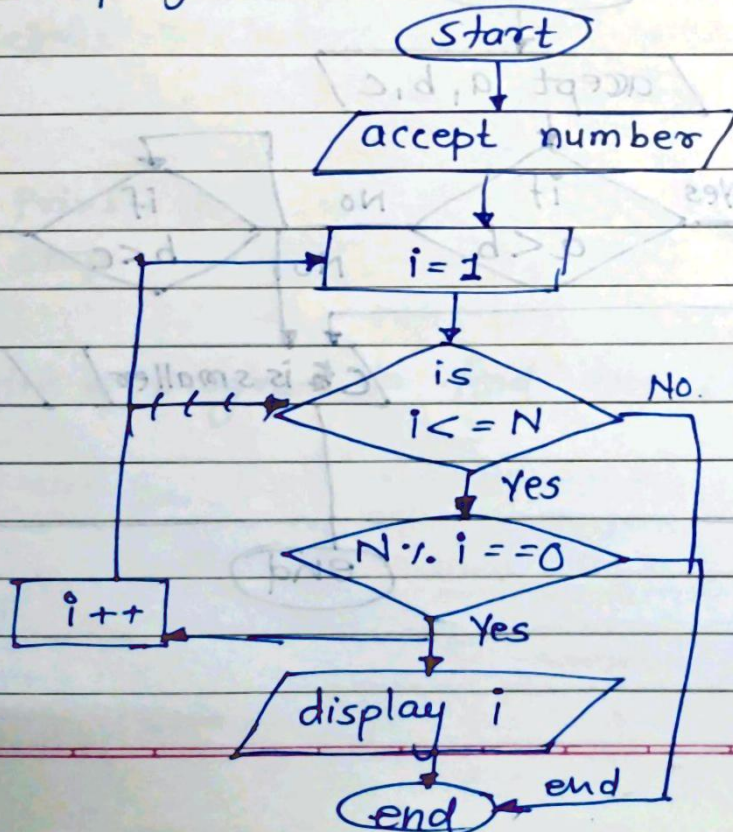 Start
accept number
i = 1
is
i <= N
No.
Yes
N % i == 0
i ++
Yes
display i
end
end